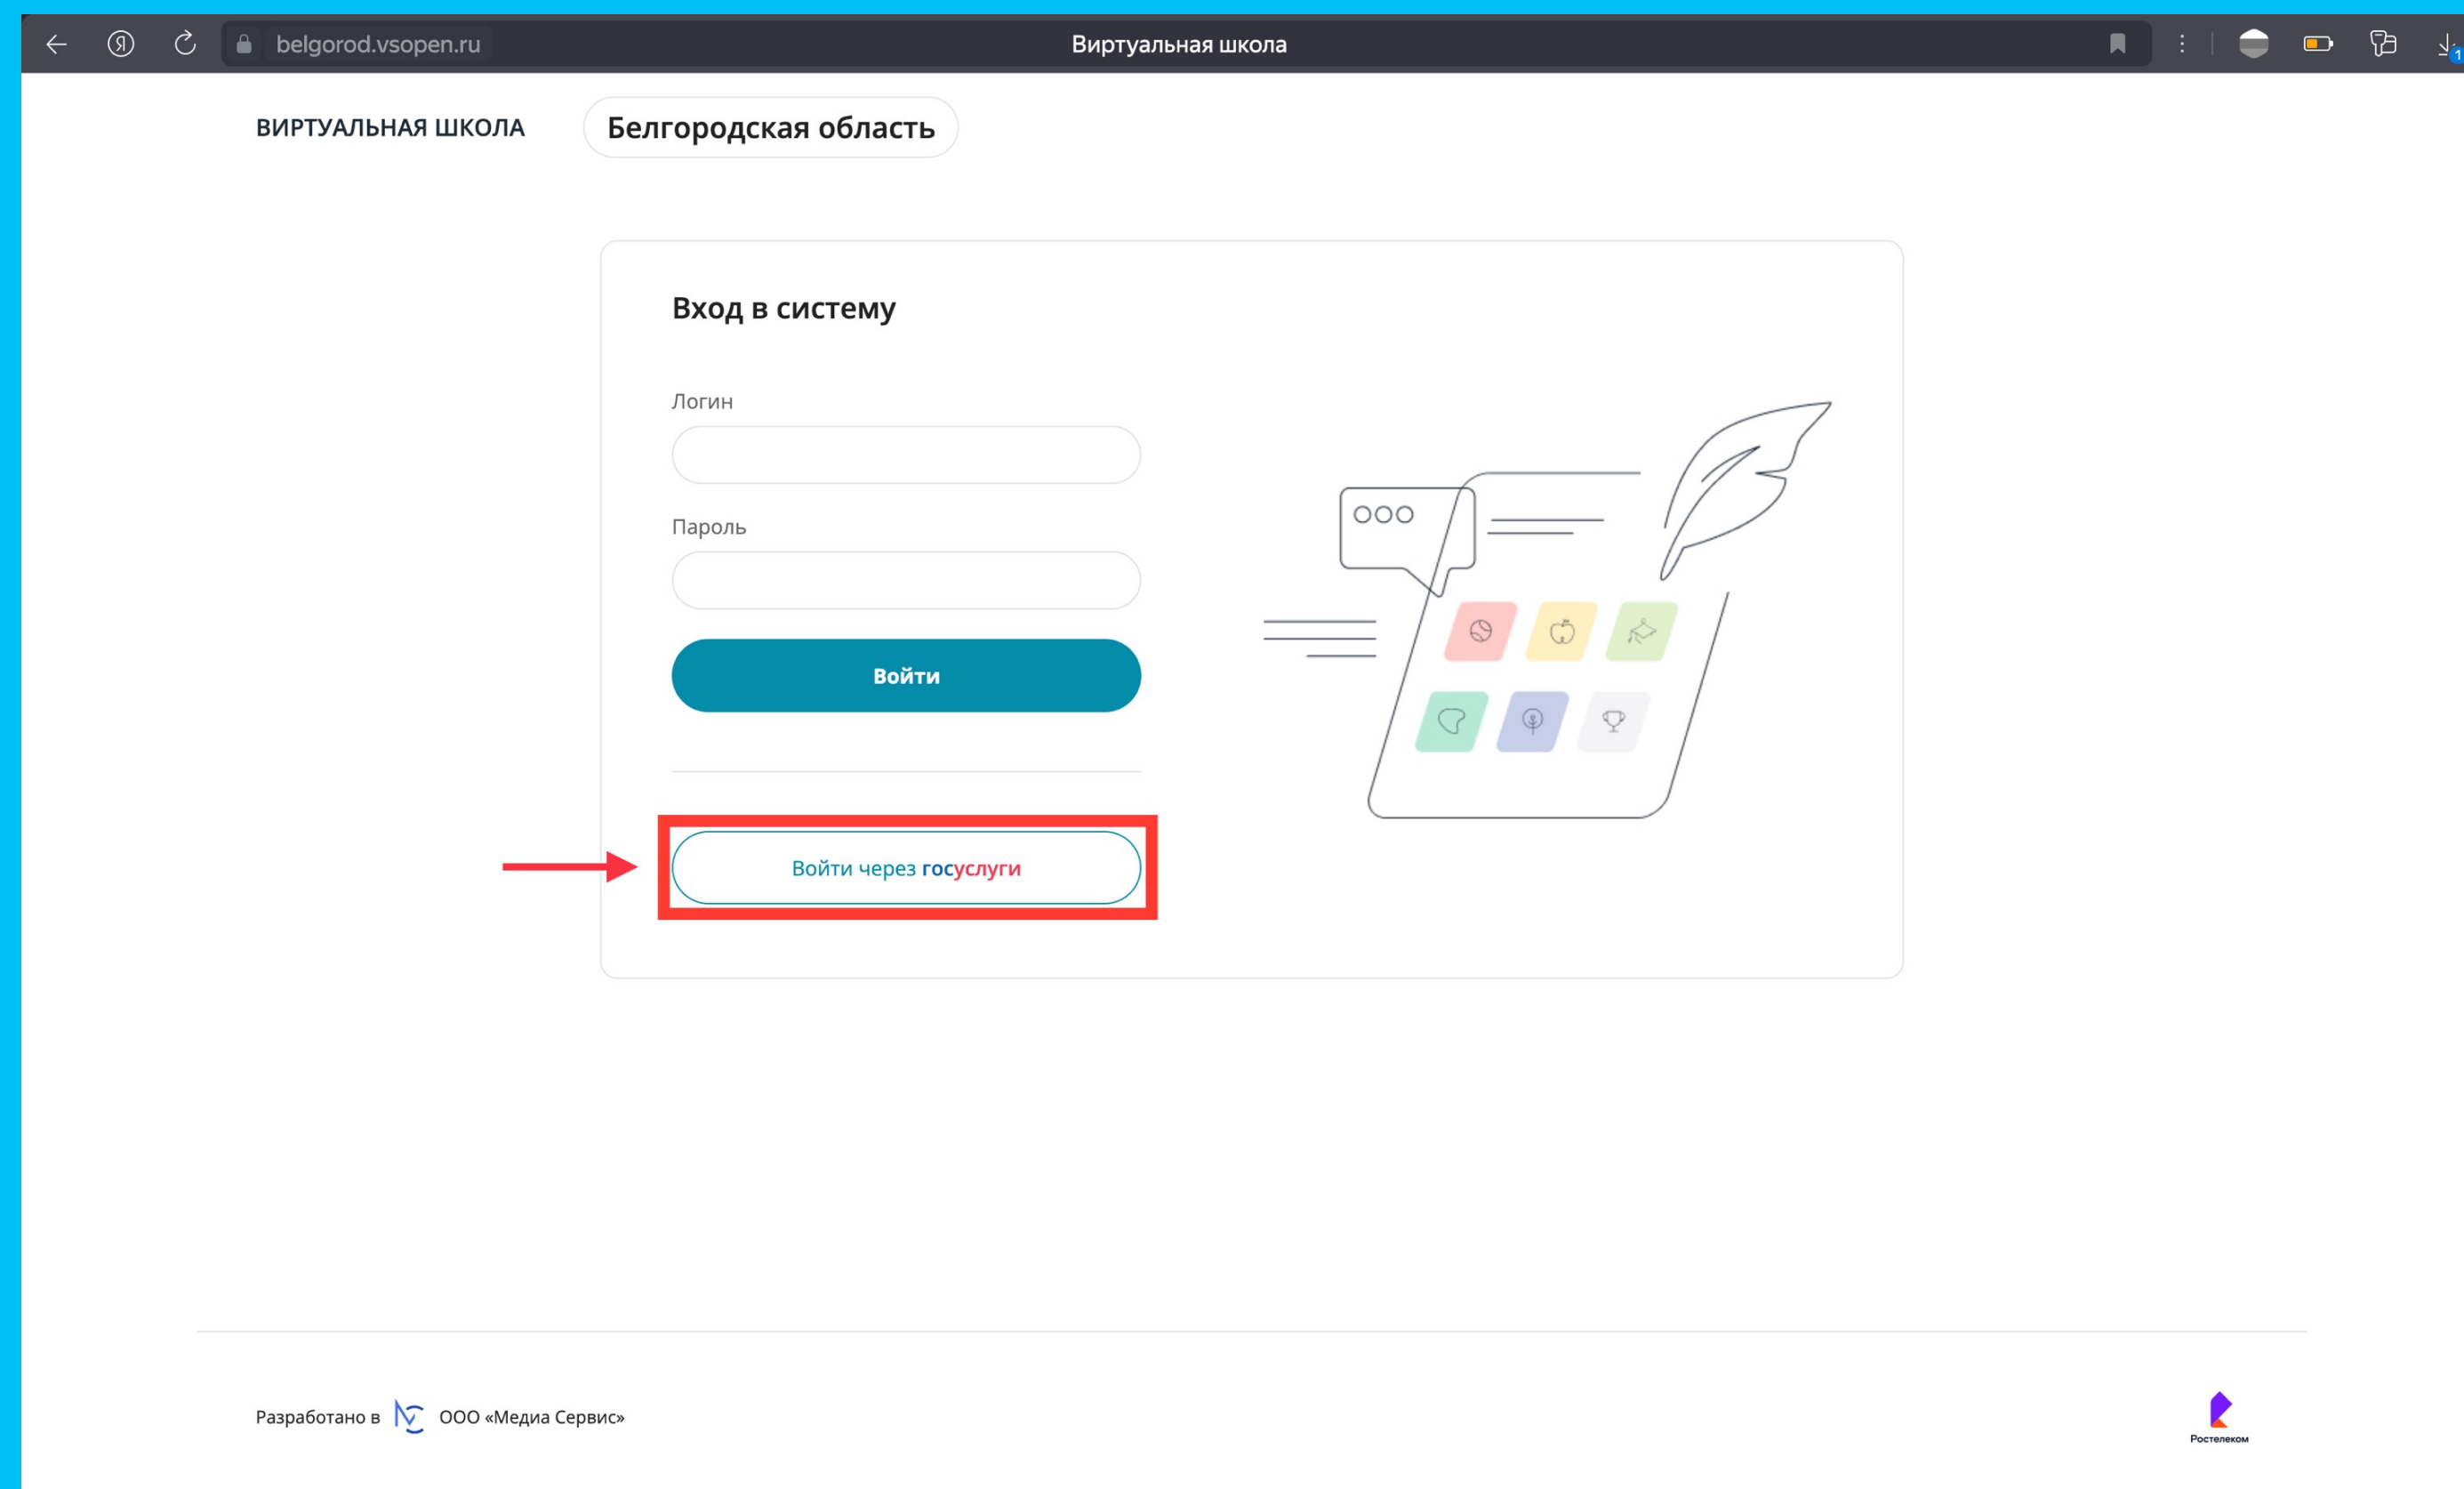 belgorod.vsopen.ru
Виртуальная школа
1
ВИРТУАЛЬНАЯ ШКОЛА
Белгородская область
Вход в систему
Логин
Пароль
Войти
Войти через госуслуги
Разработано в ООО «Медиа Сервис»
Ростелеком